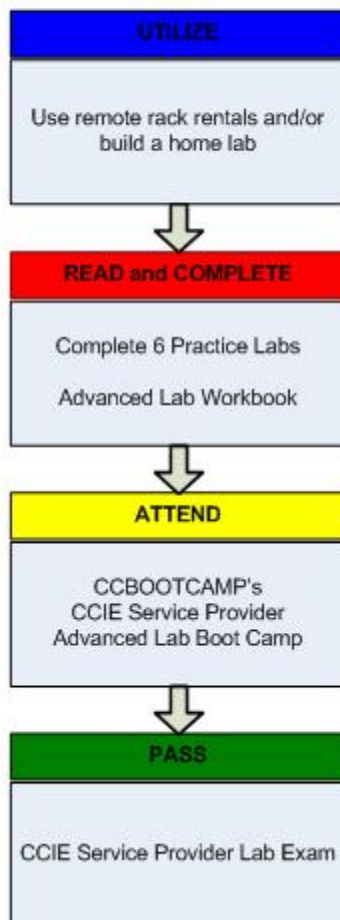 UTILIZE
Use remote rack rentals and/or
build a home lab
READ and COMPLETE
Complete 6 Practice Labs
Advanced Lab Workbook
ATTEND
CCBOOTCAMP's
CCIE Service Provider
Advanced Lab Boot Camp
PASS
CCIE Service Provider Lab Exam